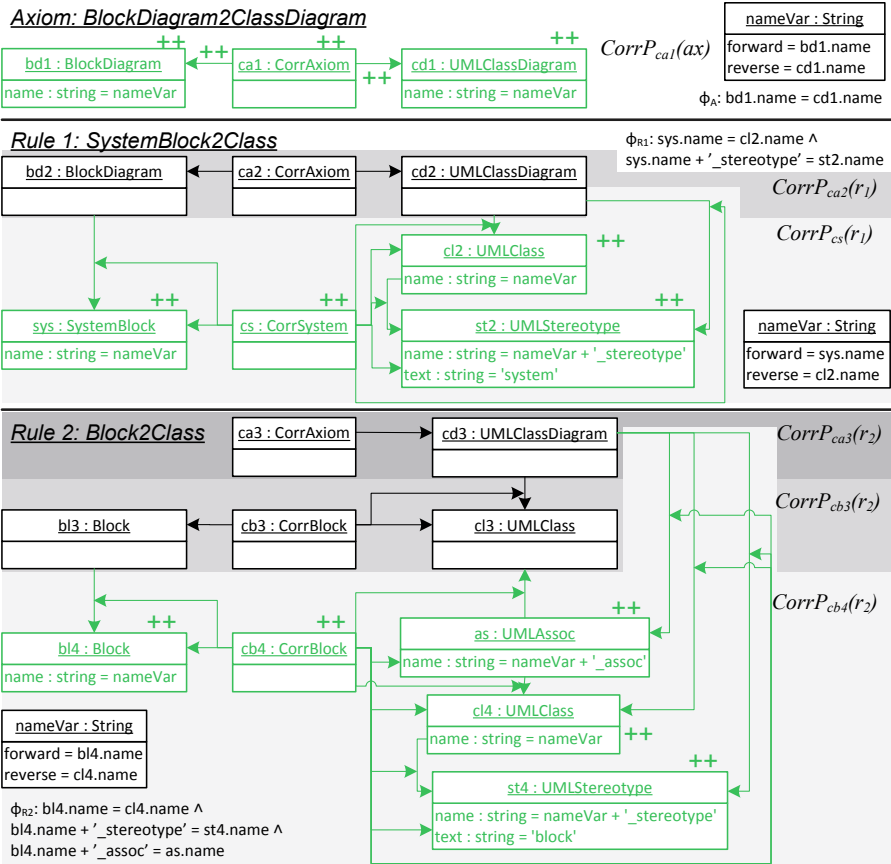 Axiom: BlockDiagram2ClassDiagram
++ ++ ++ ++
nameVar : String
forward = bd1.name
reverse = cd1.name
bd1 : BlockDiagram
name : string = nameVar
ca1 : CorrAxiom
++
cd1 : UMLClassDiagram
name : string = nameVar
CorrP_ca1(ax)
ϕ_A: bd1.name = cd1.name
Rule 1: SystemBlock2Class
ϕ_R1: sys.name = cl2.name ∧
sys.name + '_stereotype' = st2.name
bd2 : BlockDiagram
ca2 : CorrAxiom
cd2 : UMLClassDiagram
CorrP_ca2(r₁)
CorrP_cs(r₁)
cl2 : UMLClass
++
name : string = nameVar
++ ++ ++
sys : SystemBlock
name : string = nameVar
cs : CorrSystem
st2 : UMLStereotype
name : string = nameVar + '_stereotype'
text : string = 'system'
nameVar : String
forward = sys.name
reverse = cl2.name
Rule 2: Block2Class
ca3 : CorrAxiom
cd3 : UMLClassDiagram
CorrP_ca3(r₂)
CorrP_cb3(r₂)
bl3 : Block
cb3 : CorrBlock
cl3 : UMLClass
CorrP_cb4(r₂)
++ ++ ++
bl4 : Block
name : string = nameVar
cb4 : CorrBlock
as : UMLAssoc
name : string = nameVar + '_assoc'
cl4 : UMLClass
name : string = nameVar
++
nameVar : String
forward = bl4.name
reverse = cl4.name
++
st4 : UMLStereotype
name : string = nameVar + '_stereotype'
text : string = 'block'
ϕ_R2: bl4.name = cl4.name ∧
bl4.name + '_stereotype' = st4.name ∧
bl4.name + '_assoc' = as.name